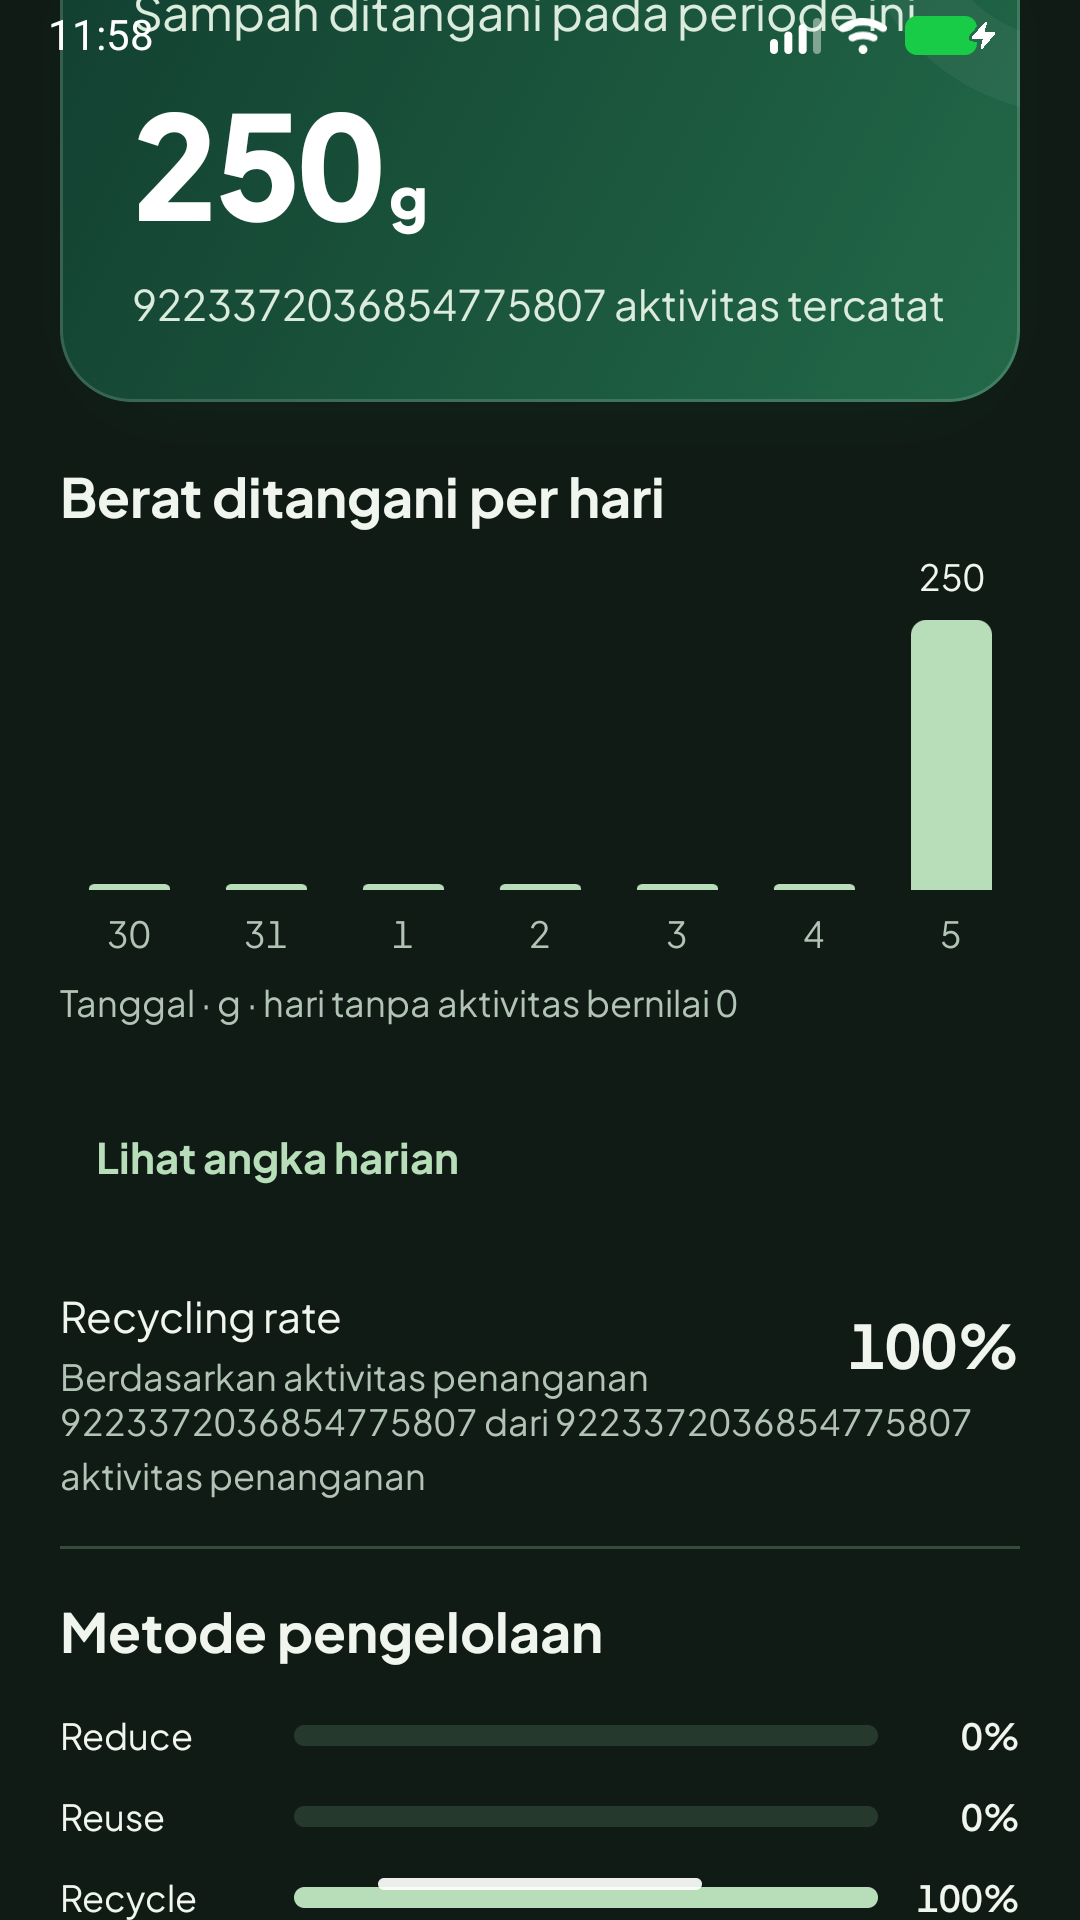 Sampah ditangani pada periode ini
11:58
250g
9223372036854775807 aktivitas tercatat
Berat ditangani per hari
250
30 31 1 2 3 4 5
Tanggal · g · hari tanpa aktivitas bernilai 0
Lihat angka harian
Recycling rate
100%
Berdasarkan aktivitas penanganan
9223372036854775807 dari 9223372036854775807
aktivitas penanganan
Metode pengelolaan
Reduce 0%
Reuse 0%
Recycle 100%